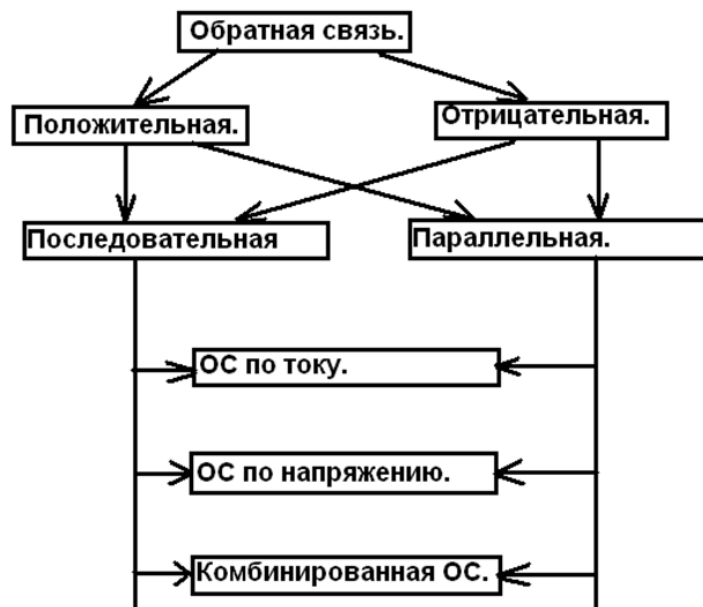 Обратная связь.
Положительная.
Отрицательная.
Последовательная
Параллельная.
ОС по току.
ОС по напряжению.
Комбинированная ОС.